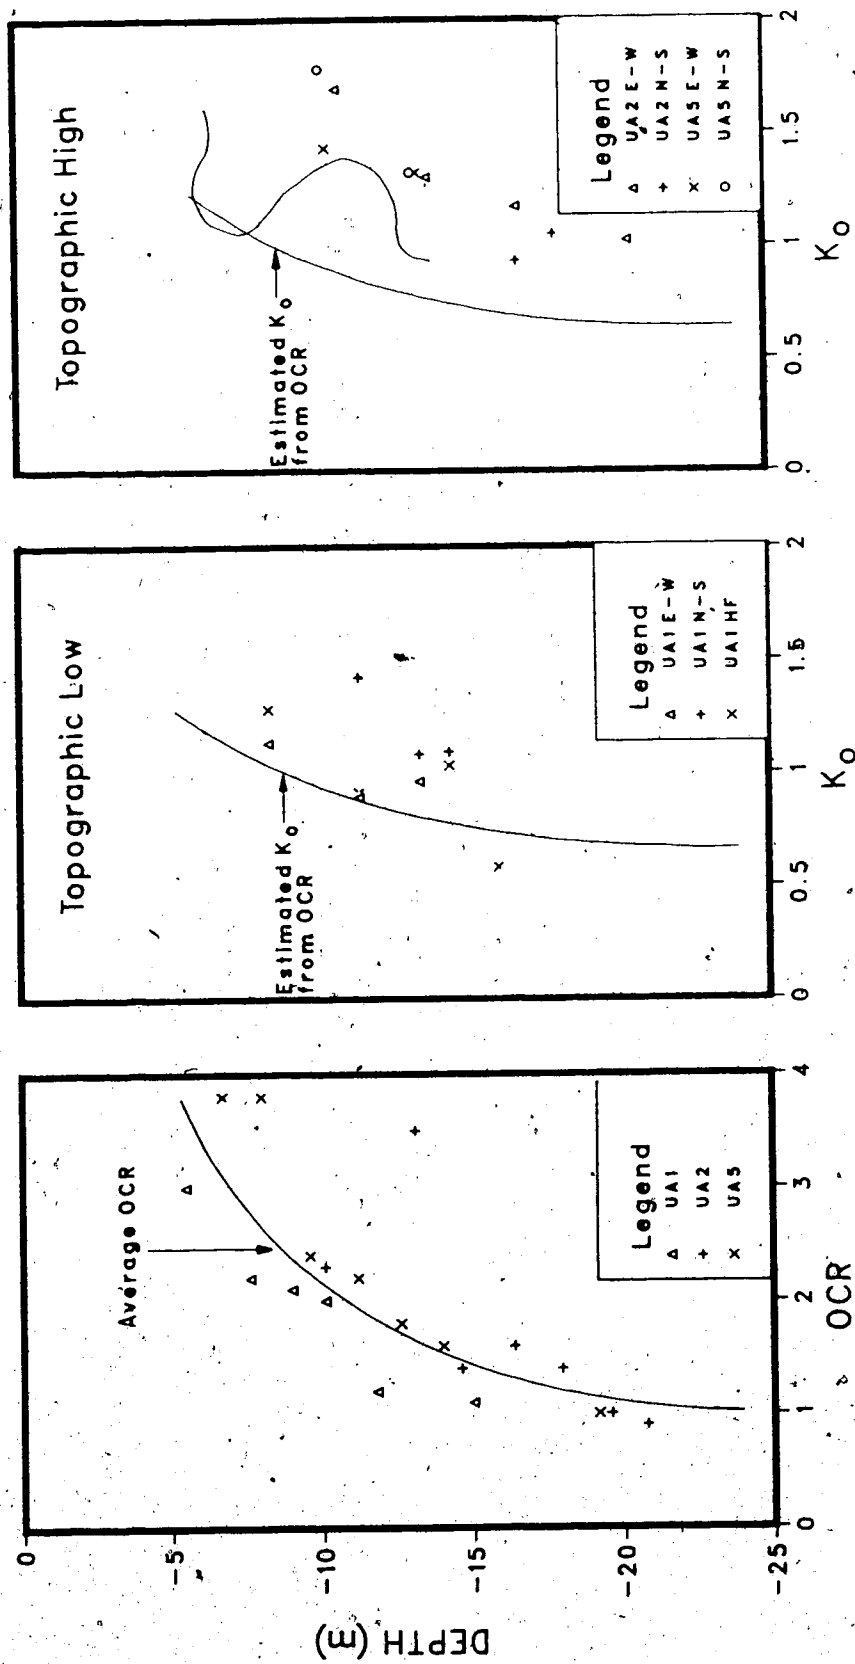 DEPTH (m)
0
-5
-10
-15
-20
-25
Average OCR
Legend
△ UA1
+ UA2
× UA5
0
1
2
3
4
OCR
Topographic Low
Estimated Ko
from OCR
Legend
△ UA1 E-W
+ UA1 N-S
× UA1 HF
0
0.5
1
1.5
2
Ko
Topographic High
Estimated Ko
from OCR
Legend
△ UA2 E-W
+ UA2 N-S
× UA5 E-W
○ UA5 N-S
0
0.5
1
1.5
2
Ko